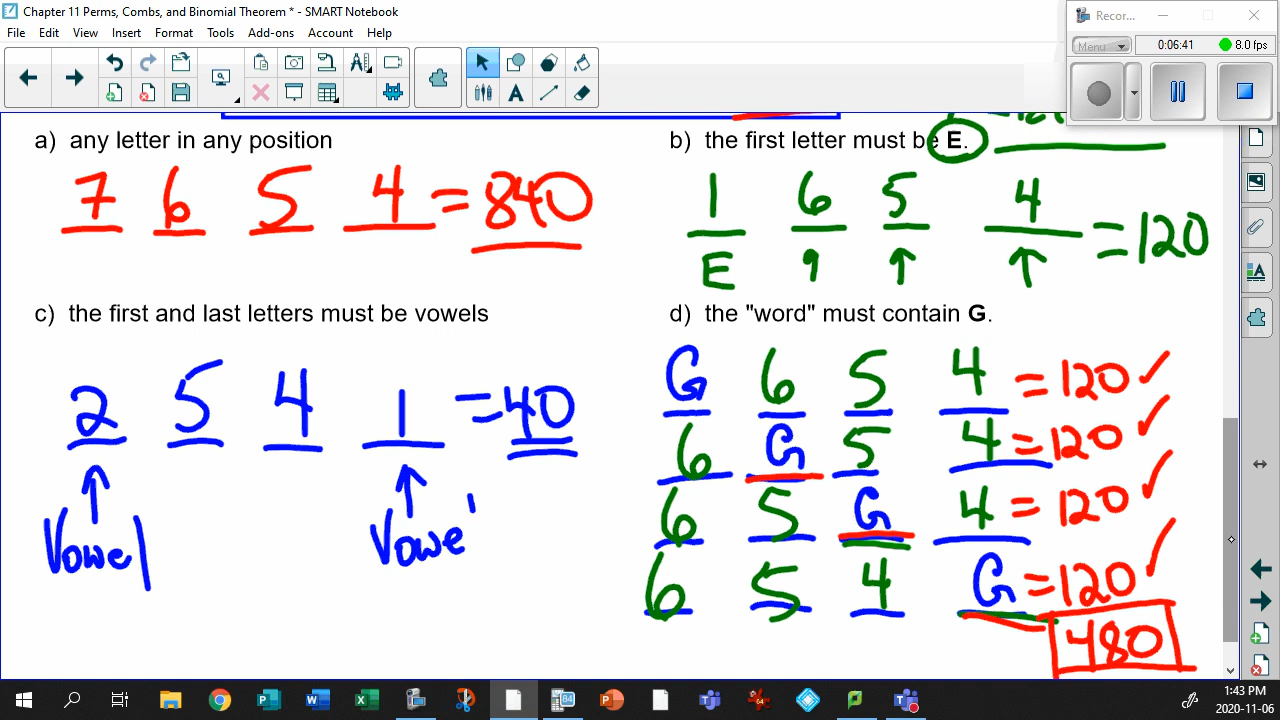 Chapter 11 Perms, Combs, and Binomial Theorem * - SMART Notebook
File Edit View Insert Format Tools Add-ons Account Help
Recor...
Menu 0:06:41 8.0 fps
a) any letter in any position
7 6 5 4 = 840
b) the first letter must be E.
1 6 5 4 = 120
E
c) the first and last letters must be vowels
2 5 4 1 = 40
Vowel Vowel
d) the "word" must contain G.
G 6 5 4 = 120 ✓
6 G 5 4 = 120 ✓
6 5 G 4 = 120 ✓
6 5 4 G = 120 ✓
480
1:43 PM
2020-11-06